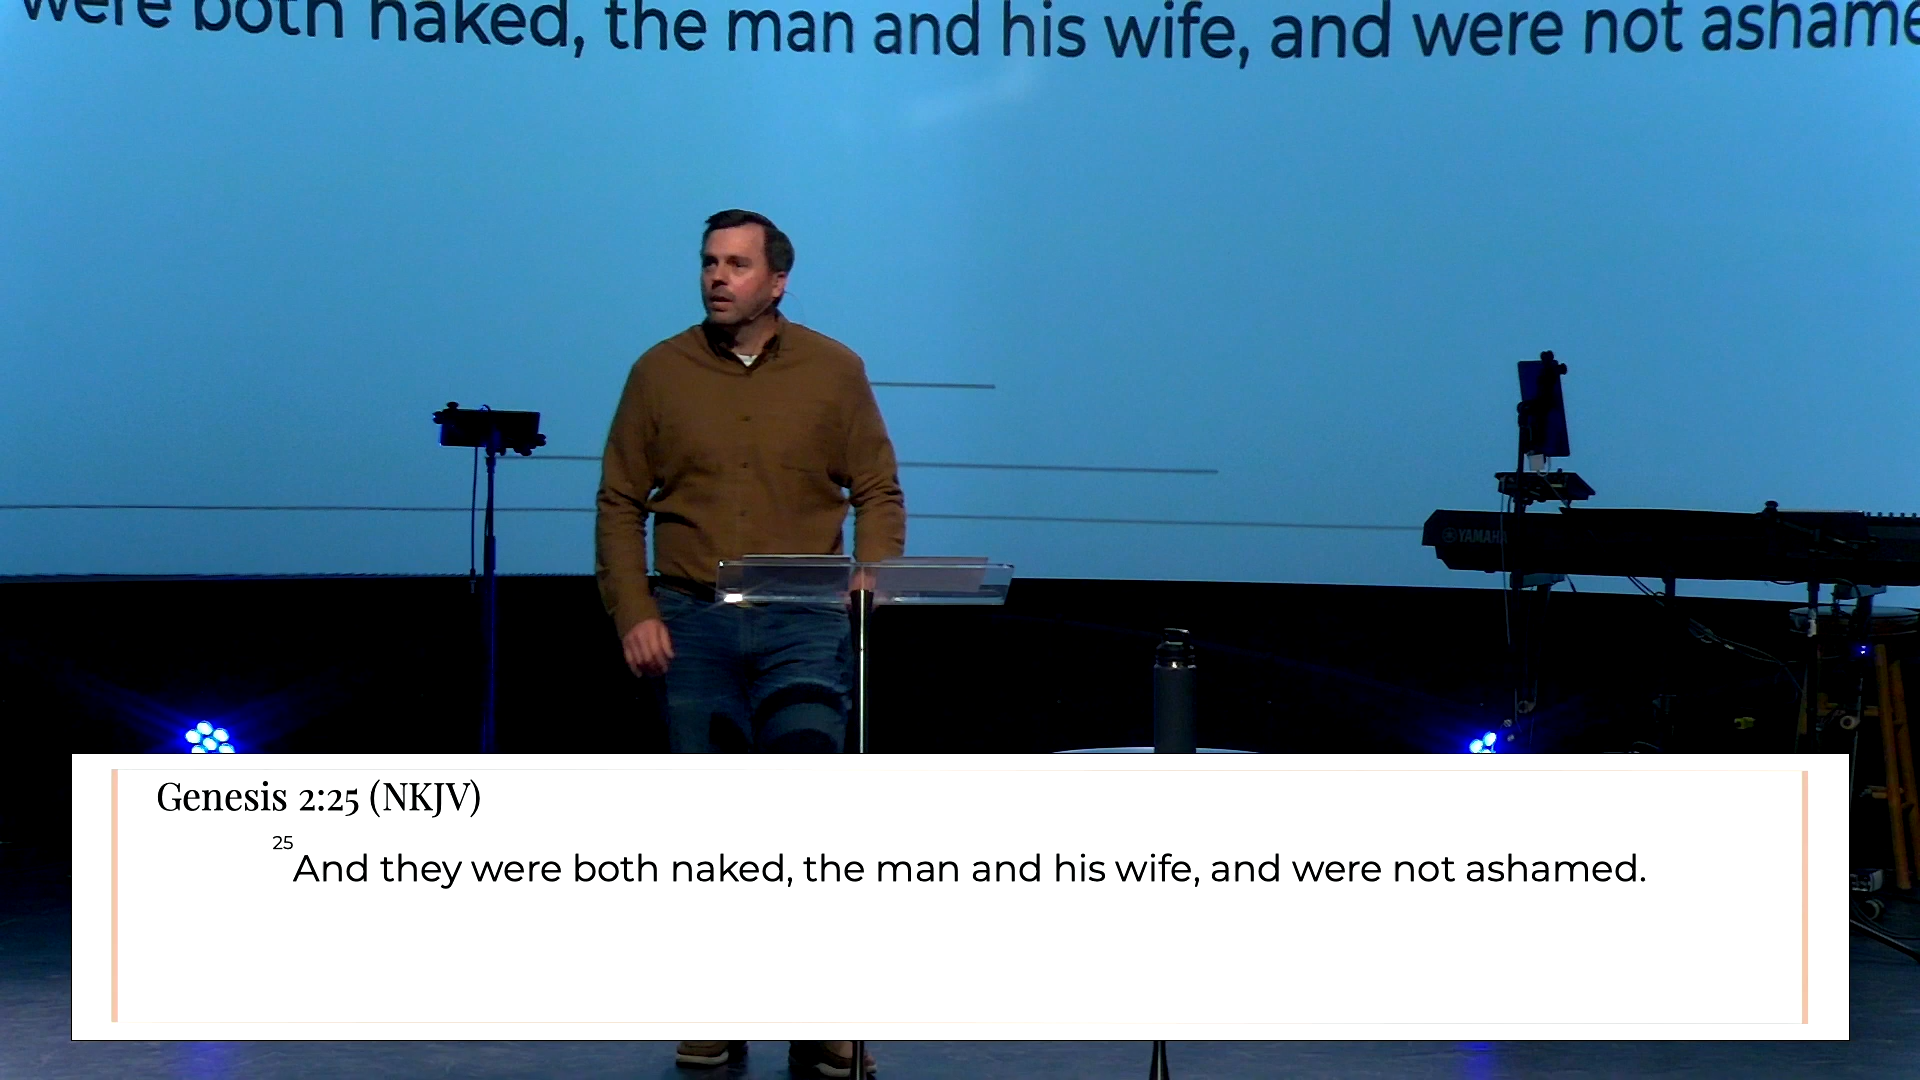 were both naked, the man and his wife, and were not ashame
YAMAHA
Genesis 2:25 (NKJV)
25 And they were both naked, the man and his wife, and were not ashamed.